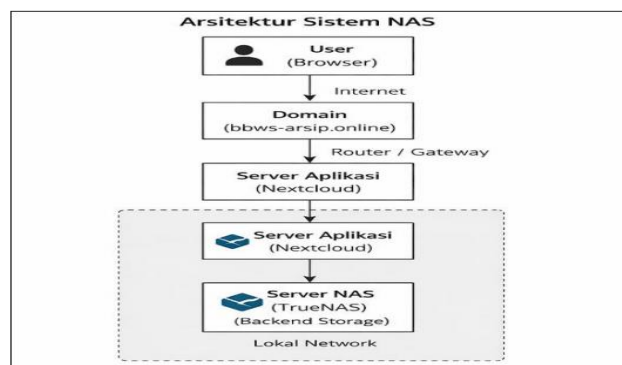 Arsitektur Sistem NAS
User
(Browser)
Internet
Domain
(bbws-arsip.online)
Router / Gateway
Server Aplikasi
(Nextcloud)
Server Aplikasi
(Nextcloud)
Server NAS
(TrueNAS)
(Backend Storage)
Lokal Network